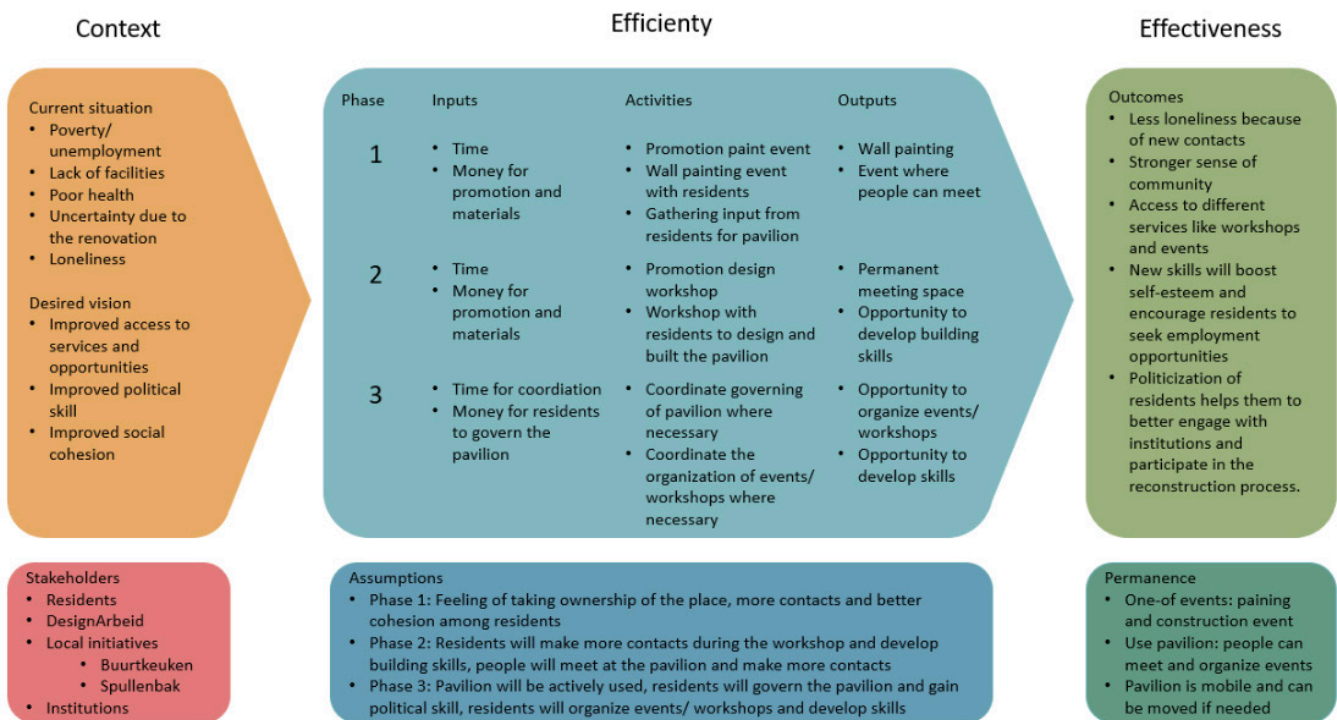 Context
Efficienty
Effectiveness
Current situation
• Poverty/
unemployment
• Lack of facilities
• Poor health
• Uncertainty due to
the renovation
• Loneliness
Desired vision
• Improved access to
services and
opportunities
• Improved political
skill
• Improved social
cohesion
Phase
Inputs
Activities
Outputs
1
• Time
• Money for
promotion and
materials
• Promotion paint event
• Wall painting event
with residents
• Gathering input from
residents for pavilion
• Wall painting
• Event where
people can meet
2
• Time
• Money for
promotion and
materials
• Promotion design
workshop
• Workshop with
residents to design and
built the pavilion
• Permanent
meeting space
• Opportunity to
develop building
skills
3
• Time for coordiation
• Money for residents
to govern the
pavilion
• Coordinate governing
of pavilion where
necessary
• Coordinate the
organization of events/
workshops where
necessary
• Opportunity to
organize events/
workshops
• Opportunity to
develop skills
Outcomes
• Less loneliness because
of new contacts
• Stronger sense of
community
• Access to different
services like workshops
and events
• New skills will boost
self-esteem and
encourage residents to
seek employment
opportunities
• Politicization of
residents helps them to
better engage with
institutions and
participate in the
reconstruction process.
Stakeholders
• Residents
• DesignArbeid
• Local initiatives
• Buurtkeuken
• Spullenbak
• Institutions
Assumptions
• Phase 1: Feeling of taking ownership of the place, more contacts and better
cohesion among residents
• Phase 2: Residents will make more contacts during the workshop and develop
building skills, people will meet at the pavilion and make more contacts
• Phase 3: Pavilion will be actively used, residents will govern the pavilion and gain
political skill, residents will organize events/ workshops and develop skills
Permanence
• One-of events: paining
and construction event
• Use pavilion: people can
meet and organize events
• Pavilion is mobile and can
be moved if needed